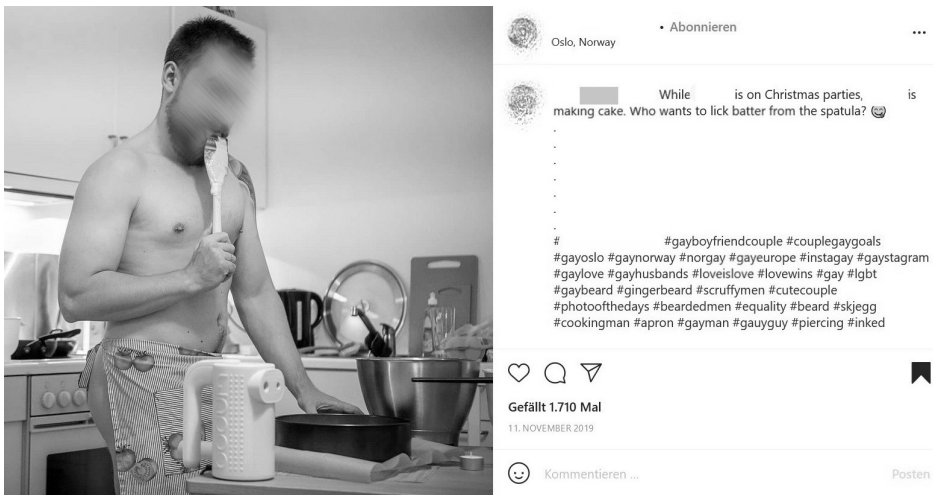 • Abonnieren
Oslo, Norway
While is on Christmas parties, is
making cake. Who wants to lick batter from the spatula?
.
.
.
.
.
.
.
# #gayboyfriendcouple #couplegaygoals
#gayoslo #gaynorway #norgay #gayeurope #instagay #gaystagram
#gaylove #gayhusbands #loveislove #lovewins #gay #lgbt
#gaybeard #gingerbeard #scruffymen #cutecouple
#photoofthedays #beardedmen #equality #beard #skjegg
#cookingman #apron #gayman #gauyguy #piercing #inked
Gefällt 1.710 Mal
11. NOVEMBER 2019
Kommentieren ...
Posten